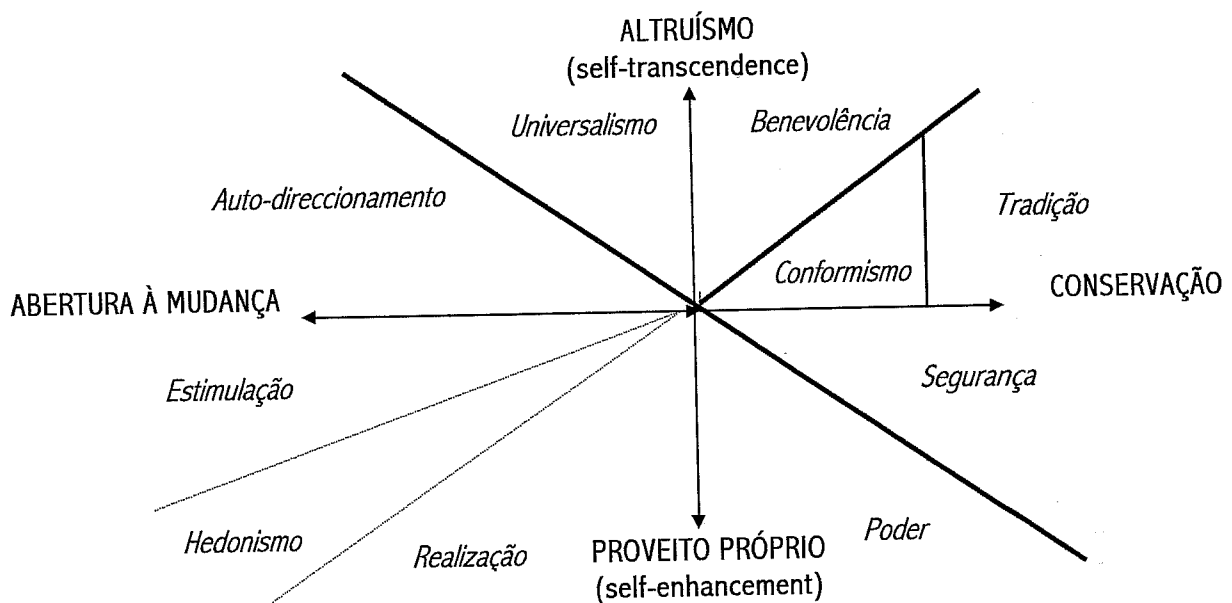 ALTRUÍSMO
(self-transcendence)
Universalismo
Benevolência
Auto-direccionamento
Tradição
Conformismo
ABERTURA À MUDANÇA
CONSERVAÇÃO
Estimulação
Segurança
Hedonismo
Realização
PROVEITO PRÓPRIO
(self-enhancement)
Poder